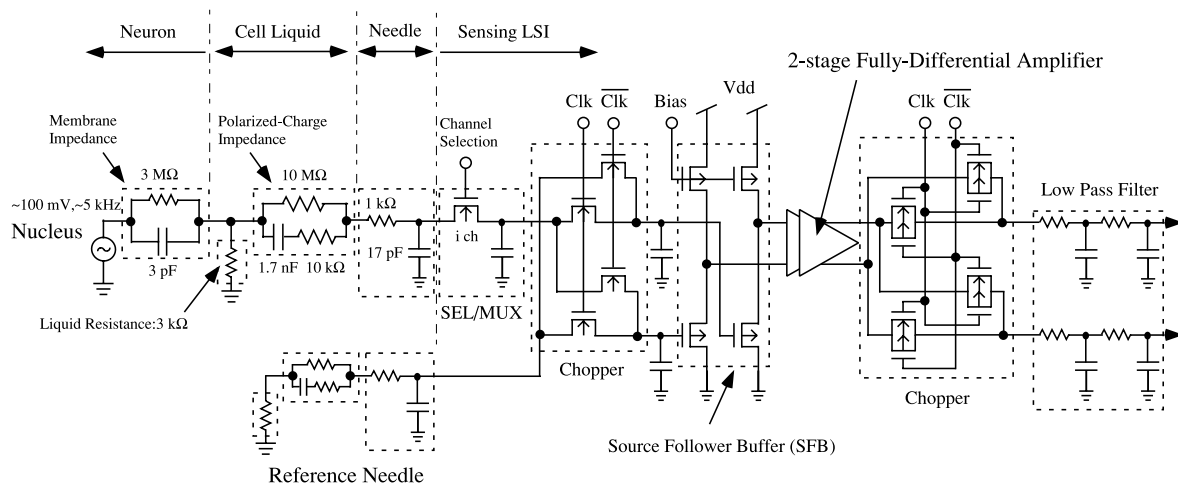 Neuron
Cell Liquid
Needle
Sensing LSI
2-stage Fully-Differential Amplifier
Membrane
Impedance
Polarized-Charge
Impedance
Channel
Selection
Clk
Clk
Bias
Vdd
Clk
Clk
3 MΩ
10 MΩ
1 kΩ
i ch
~100 mV,~5 kHz
Nucleus
3 pF
1.7 nF
10 kΩ
17 pF
Low Pass Filter
Liquid Resistance:3 kΩ
SEL/MUX
Chopper
Chopper
Source Follower Buffer (SFB)
Reference Needle